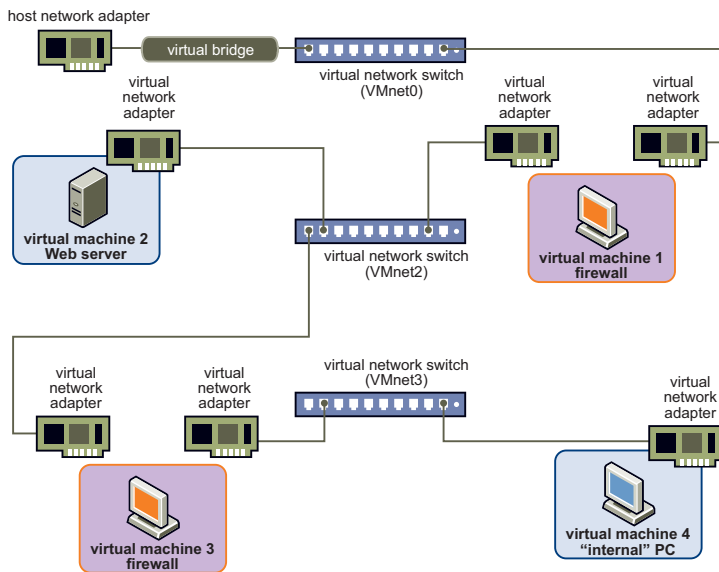 host network adapter
virtual bridge
virtual network switch
(VMnet0)
virtual
network
adapter
virtual
network
adapter
virtual
network
adapter
virtual machine 2
Web server
virtual network switch
(VMnet2)
virtual machine 1
firewall
virtual
network
adapter
virtual
network
adapter
virtual network switch
(VMnet3)
virtual
network
adapter
virtual machine 3
firewall
virtual machine 4
“internal” PC